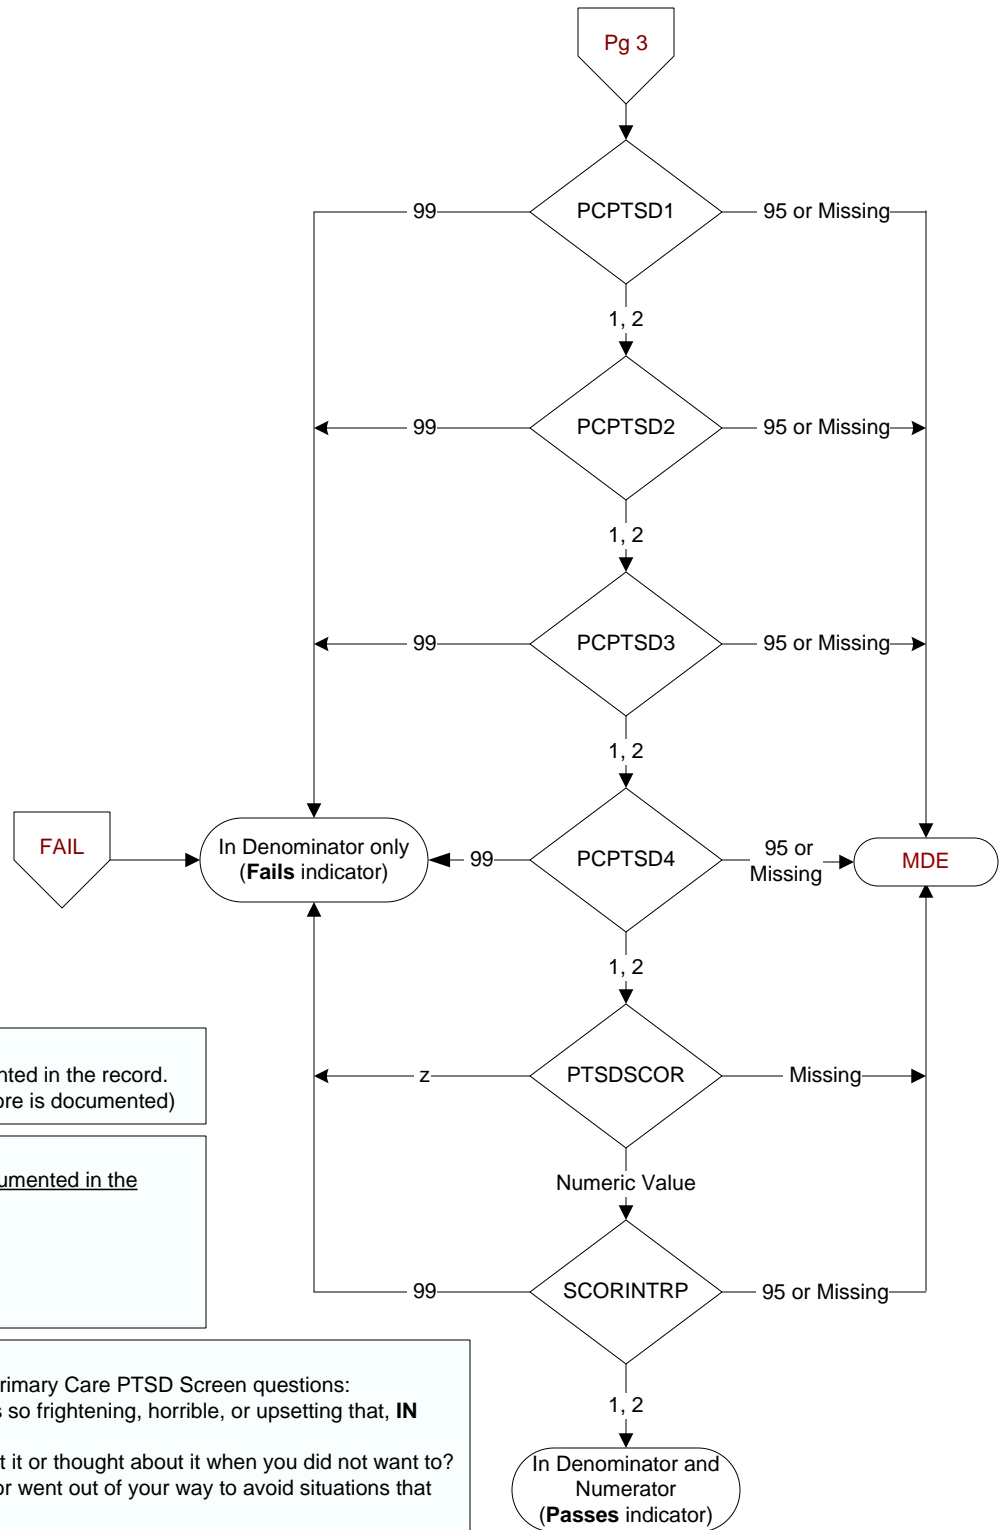 Pg 3
PCPTSD1
99
95 or Missing
1, 2
PCPTSD2
99
95 or Missing
1, 2
PCPTSD3
99
95 or Missing
1, 2
FAIL
In Denominator only
(Fails indicator)
99
PCPTSD4
95 or
Missing
MDE
1, 2
nted in the record.
ore is documented)
z
PTSDSCOR
Missing
umented in the
Numeric Value
99
SCORINTRP
95 or Missing
rimary Care PTSD Screen questions:
s so frightening, horrible, or upsetting that, IN
t it or thought about it when you did not want to?
or went out of your way to avoid situations that
1, 2
In Denominator and
Numerator
(Passes indicator)